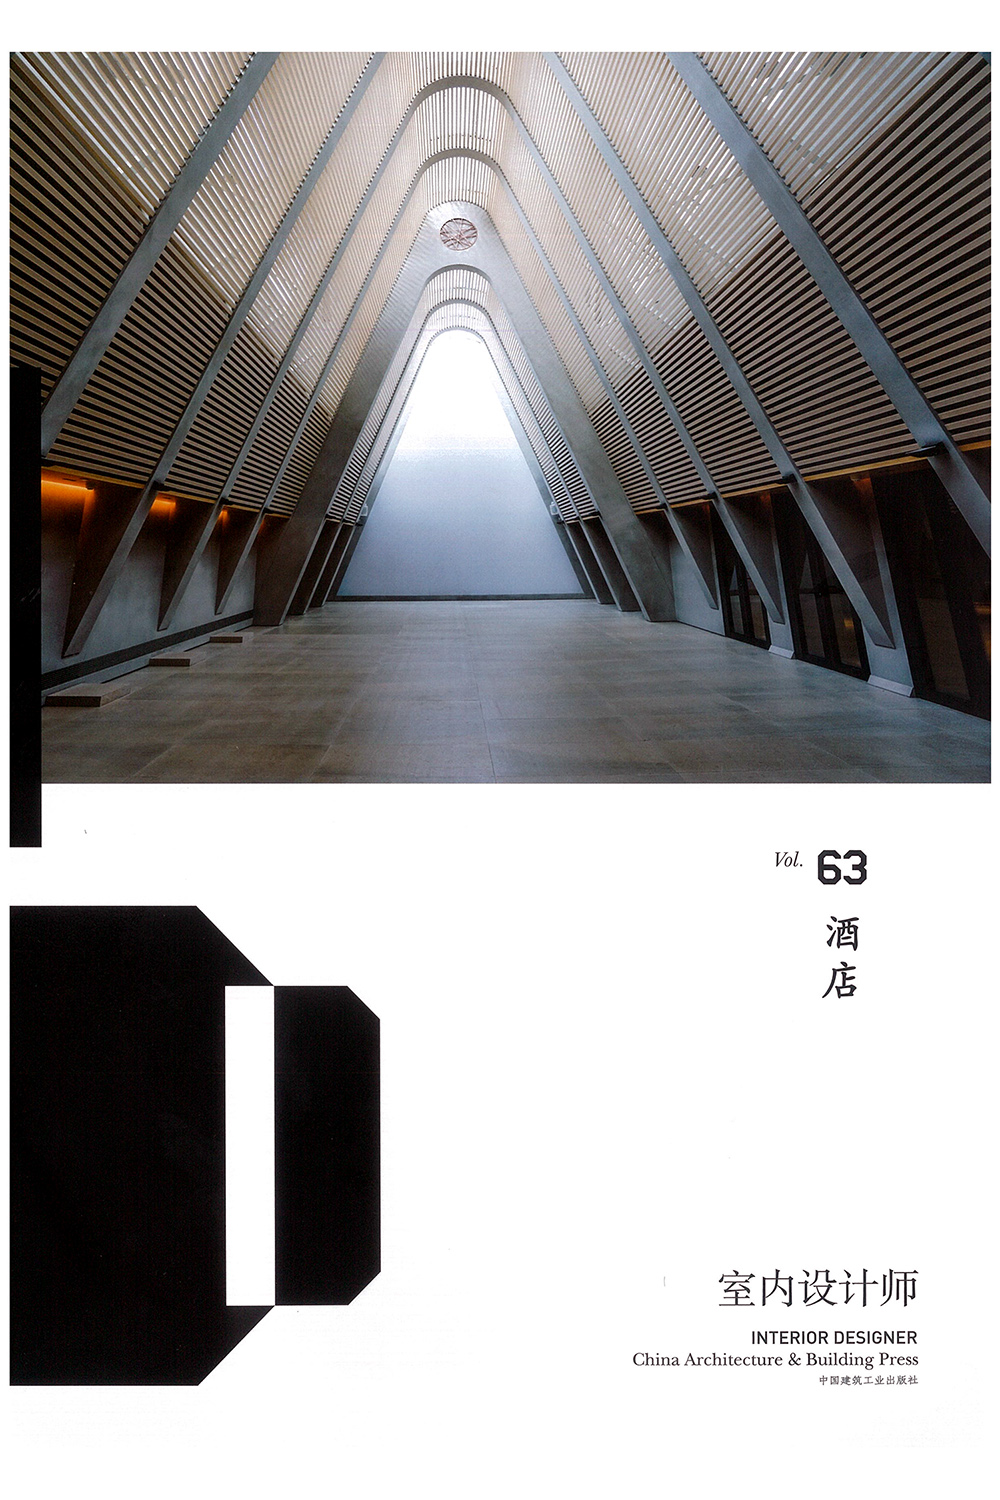 Vol. 63
酒
店
室内设计师
INTERIOR DESIGNER
China Architecture & Building Press
中国建筑工业出版社